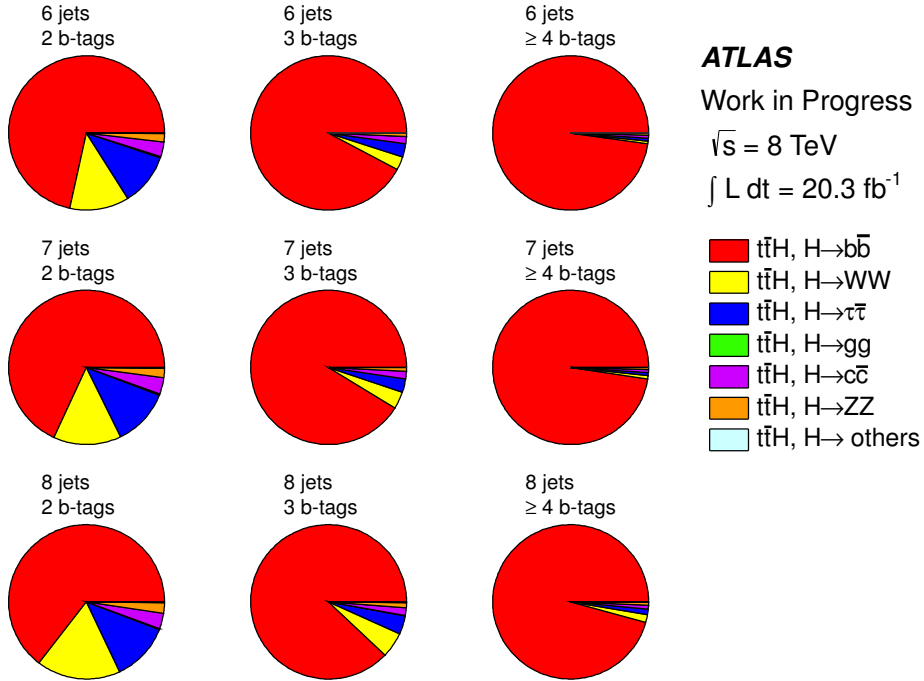 6 jets
2 b-tags
6 jets
3 b-tags
6 jets
≥ 4 b-tags
ATLAS
Work in Progress
√s = 8 TeV
∫ L dt = 20.3 fb⁻¹
7 jets
2 b-tags
7 jets
3 b-tags
7 jets
≥ 4 b-tags
tt̄H, H→bb̄
tt̄H, H→WW
tt̄H, H→ττ̄
tt̄H, H→gg
tt̄H, H→cc̄
tt̄H, H→ZZ
tt̄H, H→ others
8 jets
2 b-tags
8 jets
3 b-tags
8 jets
≥ 4 b-tags